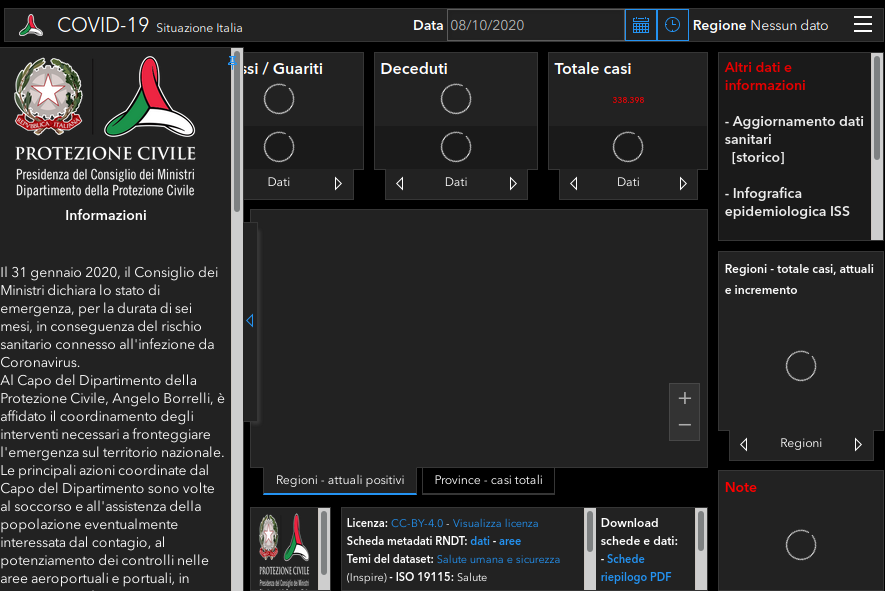 COVID-19 Situazione Italia
Data 08/10/2020
Regione Nessun dato
REPVBBLICA ITALIANA
PROTEZIONE CIVILE
Presidenza del Consiglio dei Ministri
Dipartimento della Protezione Civile
Informazioni
Il 31 gennaio 2020, il Consiglio dei
Ministri dichiara lo stato di
emergenza, per la durata di sei
mesi, in conseguenza del rischio
sanitario connesso all'infezione da
Coronavirus.
Al Capo del Dipartimento della
Protezione Civile, Angelo Borrelli, è
affidato il coordinamento degli
interventi necessari a fronteggiare
l'emergenza sul territorio nazionale.
Le principali azioni coordinate dal
Capo del Dipartimento sono volte
al soccorso e all'assistenza della
popolazione eventualmente
interessata dal contagio, al
potenziamento dei controlli nelle
aree aeroportuali e portuali, in
ssi / Guariti
Dati
Deceduti
Dati
Totale casi
338.398
Dati
Altri dati e
informazioni
- Aggiornamento dati
sanitari
[storico]
- Infografica
epidemiologica ISS
+
−
Regioni - attuali positivi
Province - casi totali
Regioni - totale casi, attuali
e incremento
Regioni
PROTEZIONE CIVILE
Presidenza del Consiglio dei Ministri
Licenza: CC-BY-4.0 - Visualizza licenza
Scheda metadati RNDT: dati - aree
Temi del dataset: Salute umana e sicurezza
(Inspire) - ISO 19115: Salute
Download
schede e dati:
- Schede
riepilogo PDF
Note